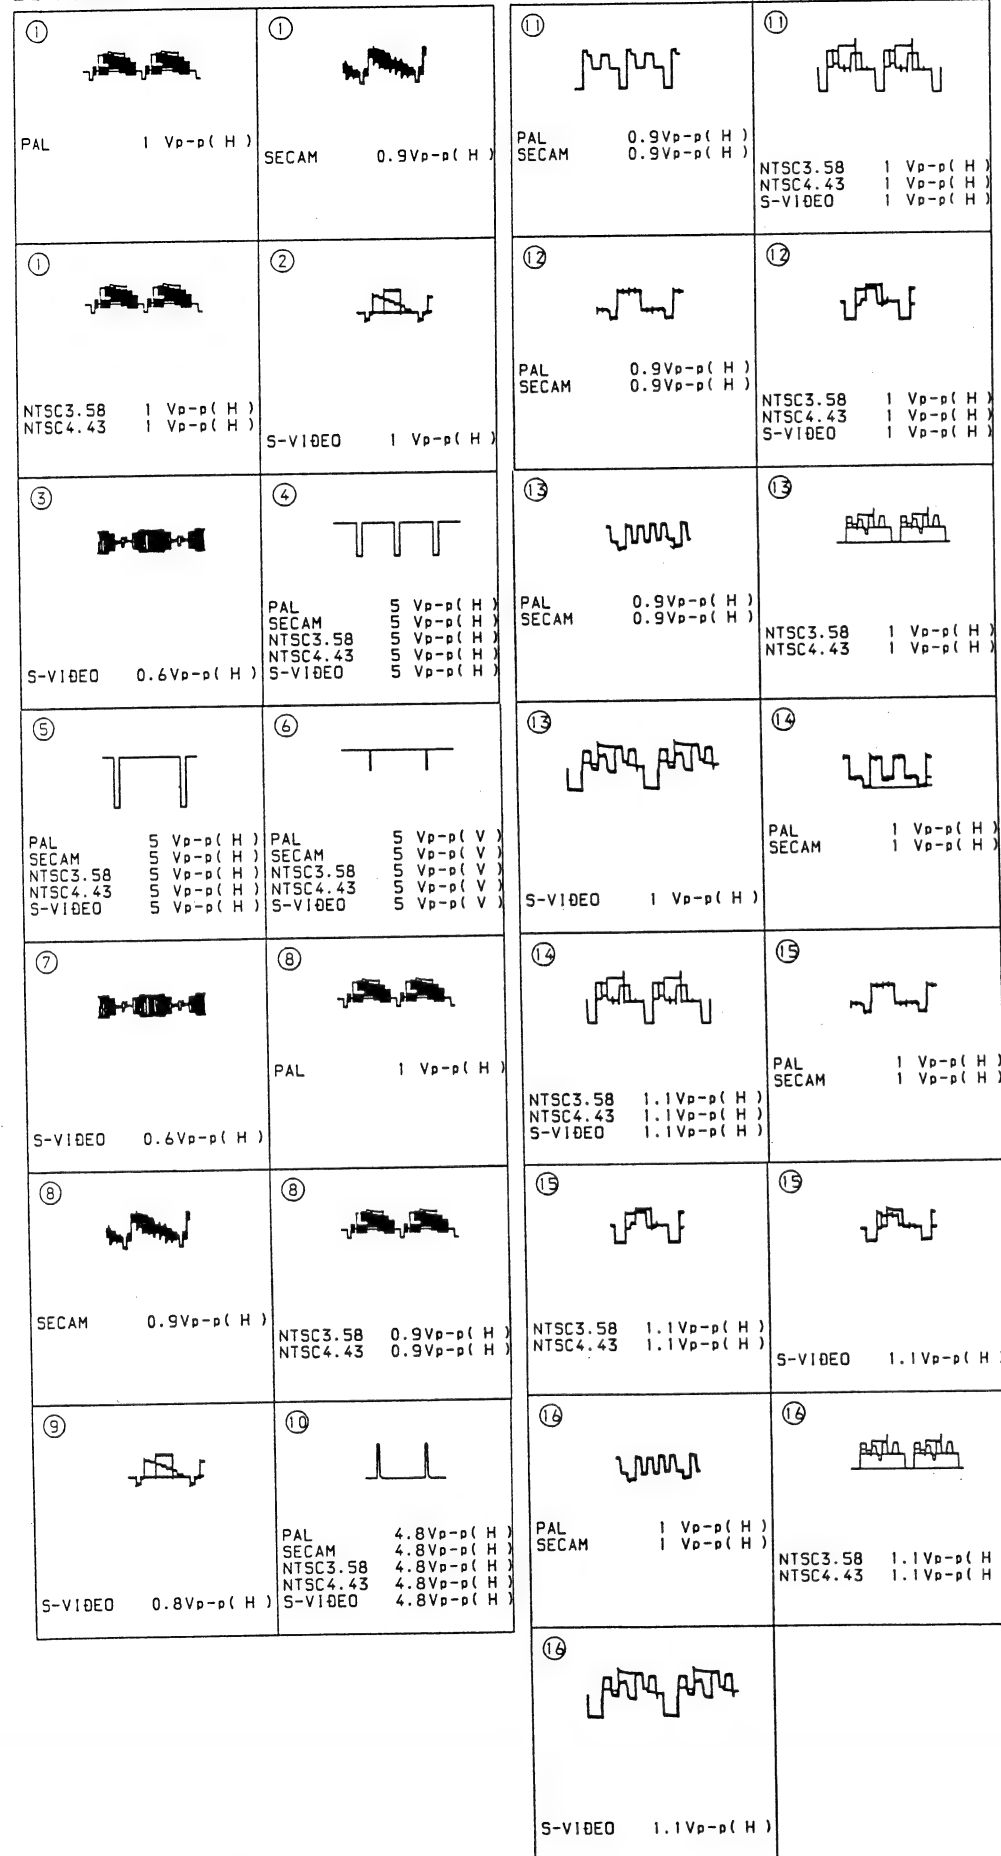 ①
PAL 1 Vp-p( H )
①
SECAM 0.9Vp-p( H )
①
NTSC3.58 1 Vp-p( H )
NTSC4.43 1 Vp-p( H )
②
S-VIDEO 1 Vp-p( H )
③
S-VIDEO 0.6Vp-p( H )
④
PAL 5 Vp-p( H )
SECAM 5 Vp-p( H )
NTSC3.58 5 Vp-p( H )
NTSC4.43 5 Vp-p( H )
S-VIDEO 5 Vp-p( H )
⑤
PAL 5 Vp-p( H )
SECAM 5 Vp-p( H )
NTSC3.58 5 Vp-p( H )
NTSC4.43 5 Vp-p( H )
S-VIDEO 5 Vp-p( H )
⑥
PAL 5 Vp-p( V )
SECAM 5 Vp-p( V )
NTSC3.58 5 Vp-p( V )
NTSC4.43 5 Vp-p( V )
S-VIDEO 5 Vp-p( V )
⑦
S-VIDEO 0.6Vp-p( H )
⑧
PAL 1 Vp-p( H )
⑧
SECAM 0.9Vp-p( H )
⑧
NTSC3.58 0.9Vp-p( H )
NTSC4.43 0.9Vp-p( H )
⑨
S-VIDEO 0.8Vp-p( H )
⑩
PAL 4.8Vp-p( H )
SECAM 4.8Vp-p( H )
NTSC3.58 4.8Vp-p( H )
NTSC4.43 4.8Vp-p( H )
S-VIDEO 4.8Vp-p( H )
⑪
PAL 0.9Vp-p( H )
SECAM 0.9Vp-p( H )
⑪
NTSC3.58 1 Vp-p( H )
NTSC4.43 1 Vp-p( H )
S-VIDEO 1 Vp-p( H )
⑫
PAL 0.9Vp-p( H )
SECAM 0.9Vp-p( H )
⑫
NTSC3.58 1 Vp-p( H )
NTSC4.43 1 Vp-p( H )
S-VIDEO 1 Vp-p( H )
⑬
PAL 0.9Vp-p( H )
SECAM 0.9Vp-p( H )
⑬
NTSC3.58 1 Vp-p( H )
NTSC4.43 1 Vp-p( H )
⑬
S-VIDEO 1 Vp-p( H )
⑭
PAL 1 Vp-p( H )
SECAM 1 Vp-p( H )
⑭
NTSC3.58 1.1Vp-p( H )
NTSC4.43 1.1Vp-p( H )
S-VIDEO 1.1Vp-p( H )
⑮
PAL 1 Vp-p( H )
SECAM 1 Vp-p( H )
⑮
NTSC3.58 1.1Vp-p( H )
NTSC4.43 1.1Vp-p( H )
⑮
S-VIDEO 1.1Vp-p( H
⑯
PAL 1 Vp-p( H )
SECAM 1 Vp-p( H )
⑯
NTSC3.58 1.1Vp-p( H
NTSC4.43 1.1Vp-p( H
⑯
S-VIDEO 1.1Vp-p( H )